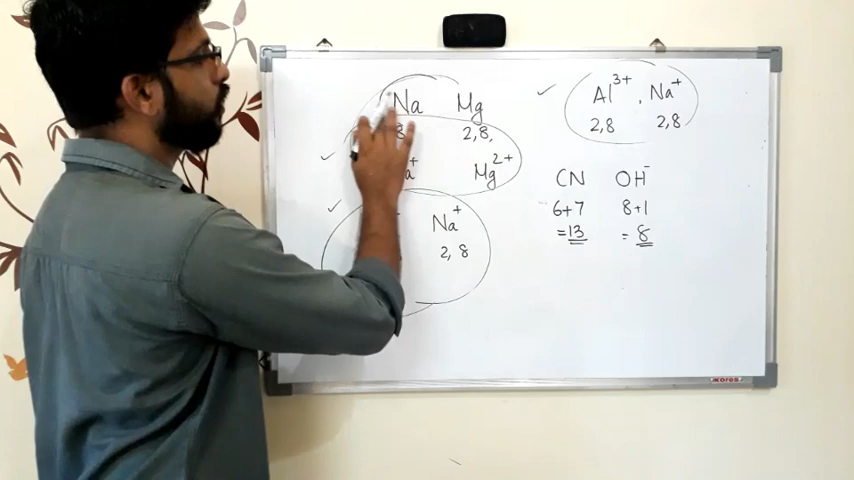 Na Mg
8 2,8,
Mg²⁺
Na⁺
2, 8
Al³⁺, Na⁺
2,8 2,8
CN OH⁻
6+7 8+1
=13 = 8
kores